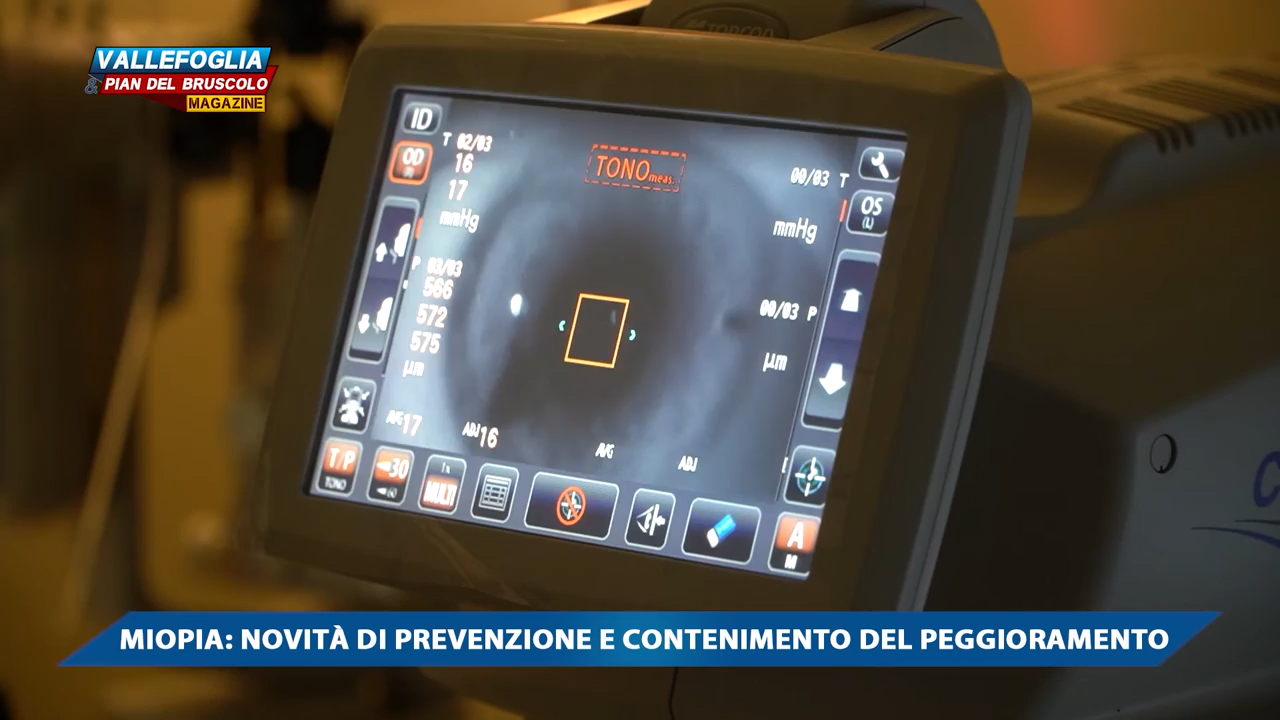 TOPCON
VALLEFOGLIA
& PIAN DEL BRUSCOLO
MAGAZINE
ID
T 02/03
OD
(R)
16
17
mmHg
TONO meas.
00/03 T
OS
(L)
mmHg
P 03/03
566
572
575
µm
00/03 P
µm
AVG 17
ADJ 16
AVG
ADJ
T/P
TONO
30
1x
MULTI
A
M
MIOPIA: NOVITÀ DI PREVENZIONE E CONTENIMENTO DEL PEGGIORAMENTO